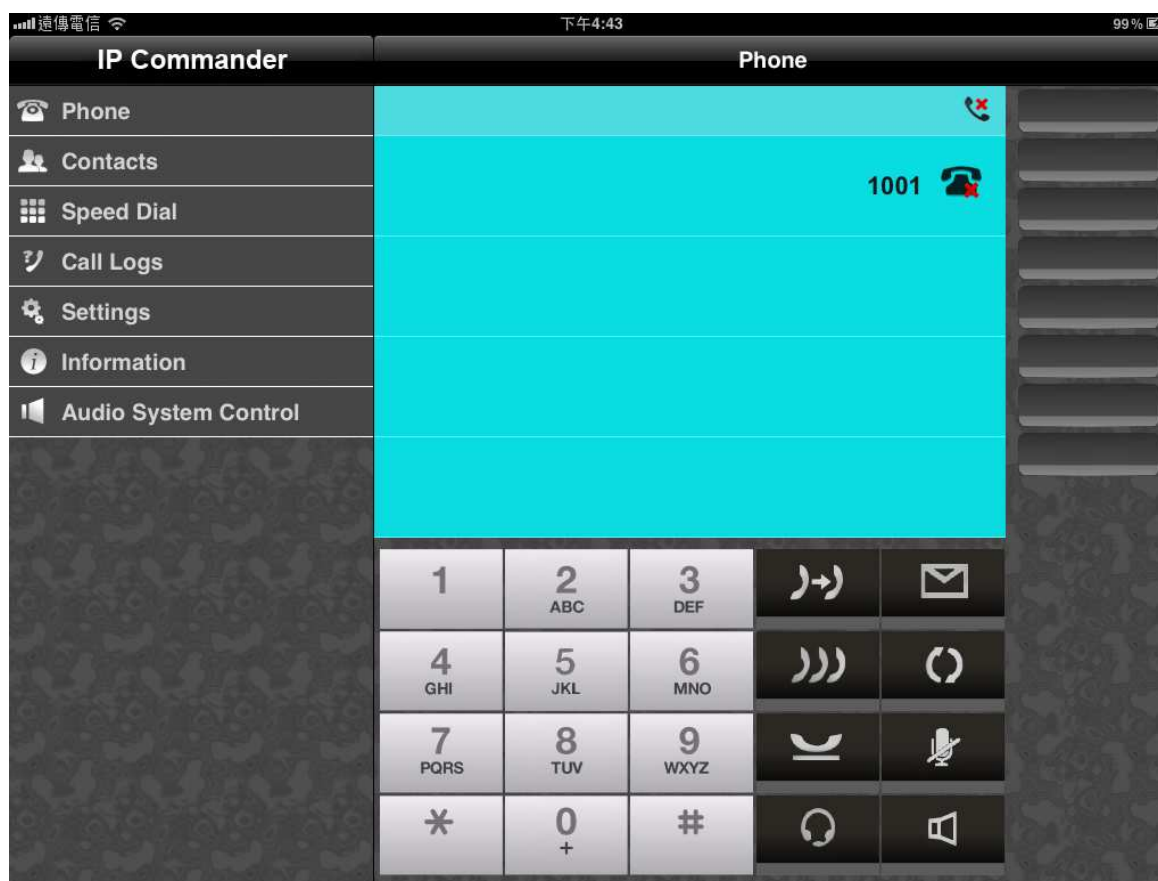 遠傳電信 下午4:43 99%
IP Commander Phone
Phone
Contacts
Speed Dial
Call Logs
Settings
Information
Audio System Control
1001
1 2 ABC 3 DEF
4 GHI 5 JKL 6 MNO
7 PQRS 8 TUV 9 WXYZ
* 0 + #